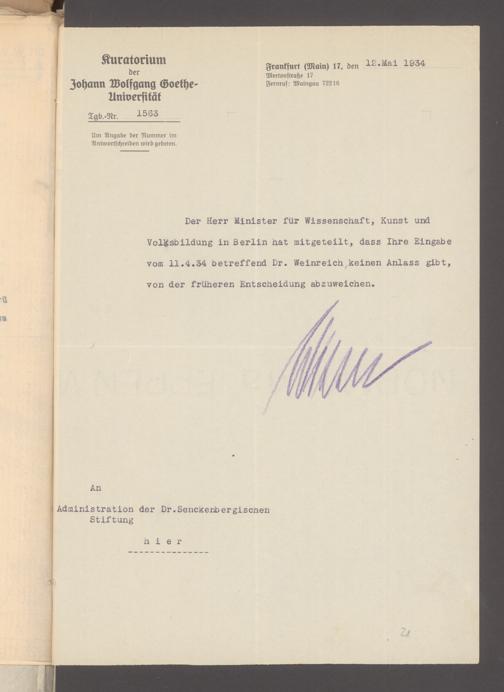 Kuratorium
der
Johann Wolfgang Goethe-
Universität
Tgb.-Nr. 1563
Um Angabe der Nummer im
Antwortschreiben wird gebeten.
Frankfurt (Main) 17, den 12.Mai 1934
Mertonstraße 17
Fernruf: Maingau 72216
Der Herr Minister für Wissenschaft, Kunst und
Volksbildung in Berlin hat mitgeteilt, dass Ihre Eingabe
vom 11.4.34 betreffend Dr. Weinreich keinen Anlass gibt,
von der früheren Entscheidung abzuweichen.
An
Administration der Dr.Senckenbergischen
Stiftung
h i e r